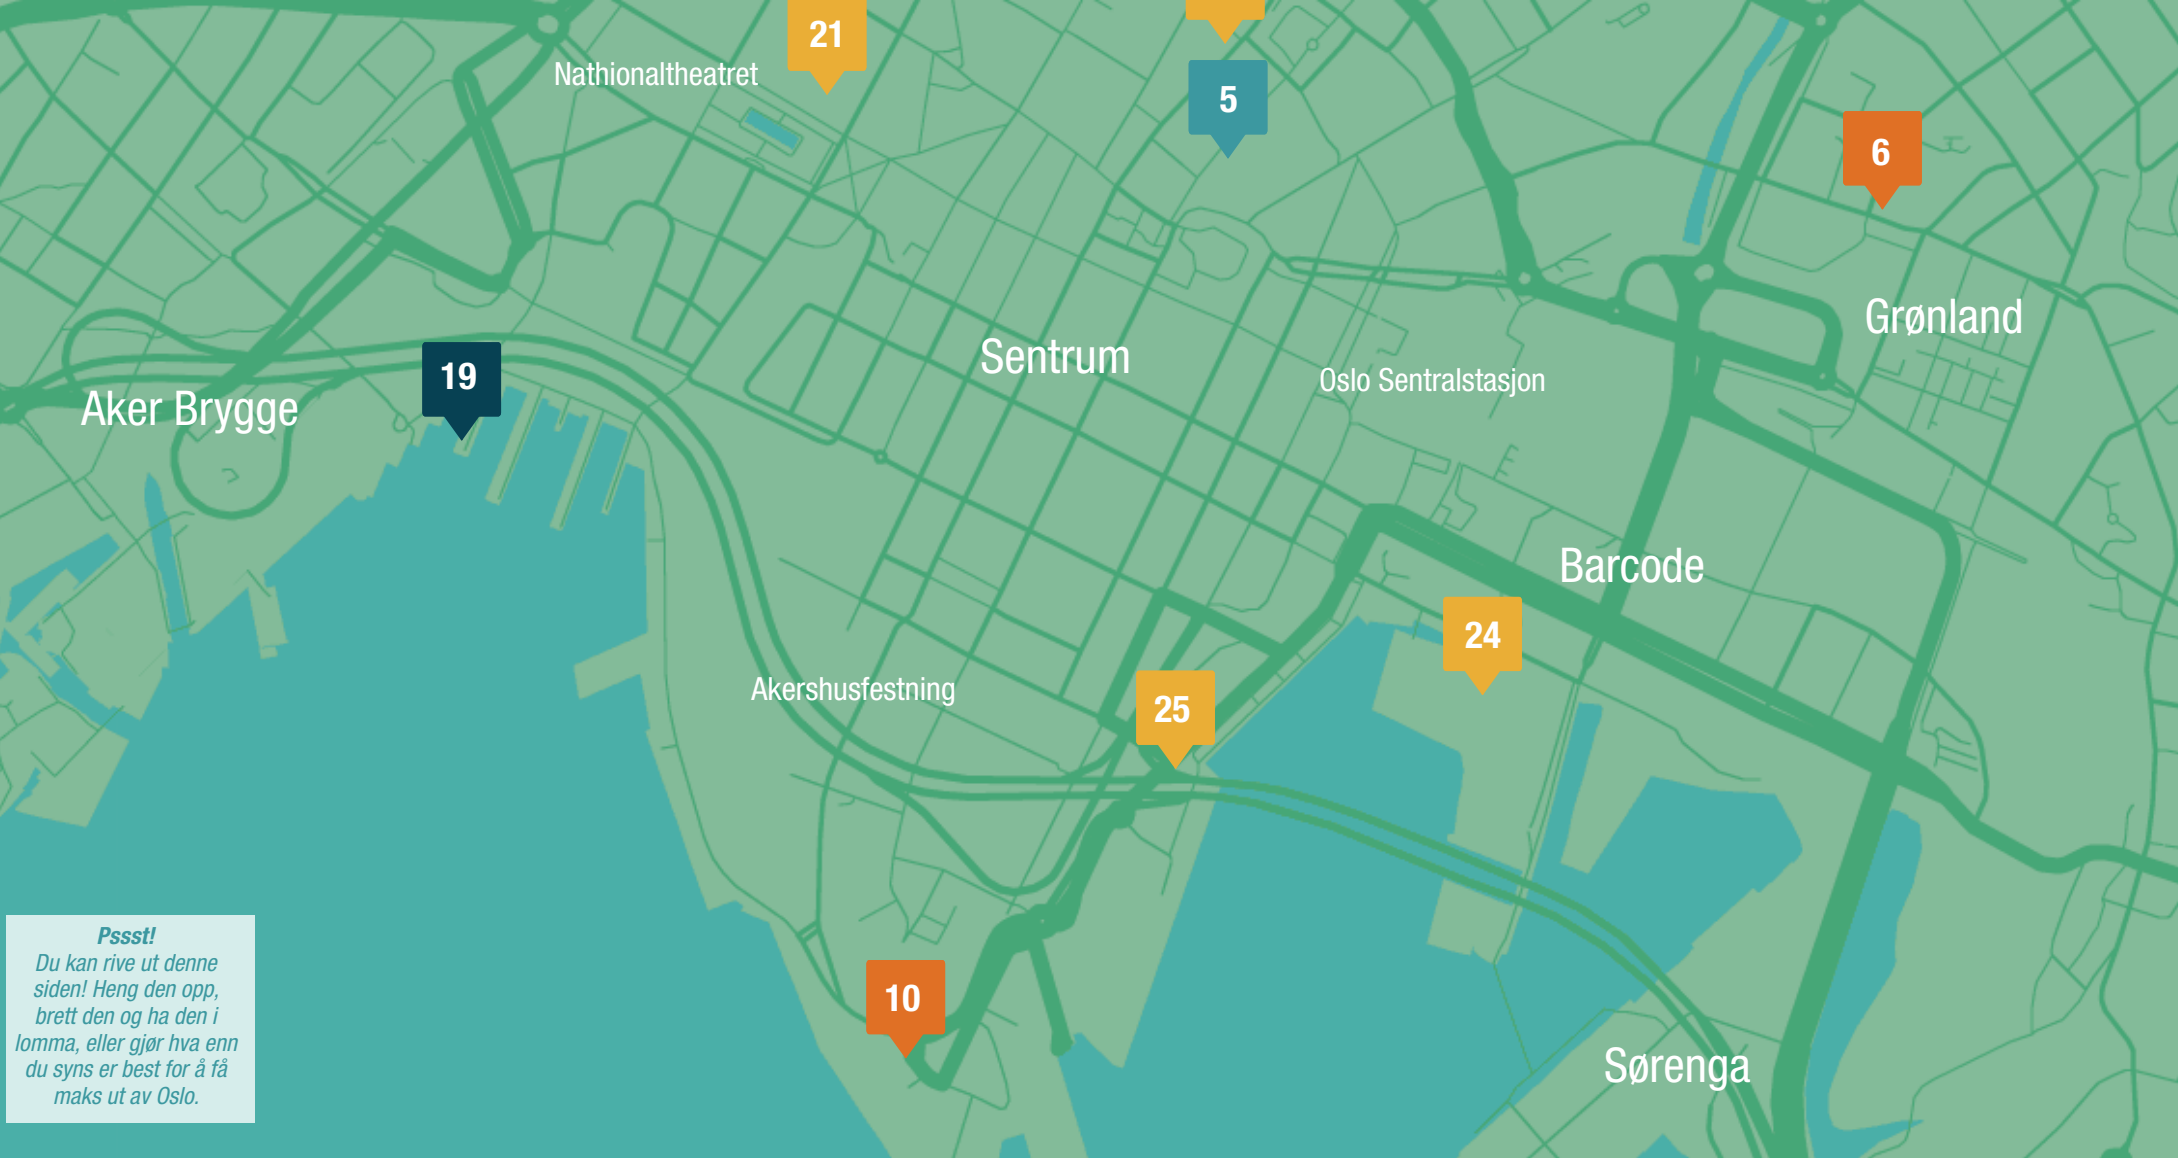 21
Nathionaltheatret
5
6
Grønland
Sentrum
19
Oslo Sentralstasjon
Aker Brygge
Barcode
24
Akershusfestning
25
Pssst!
Du kan rive ut denne
siden! Heng den opp,
brett den og ha den i
lomma, eller gjør hva enn
du syns er best for å få
maks ut av Oslo.
10
Sørenga